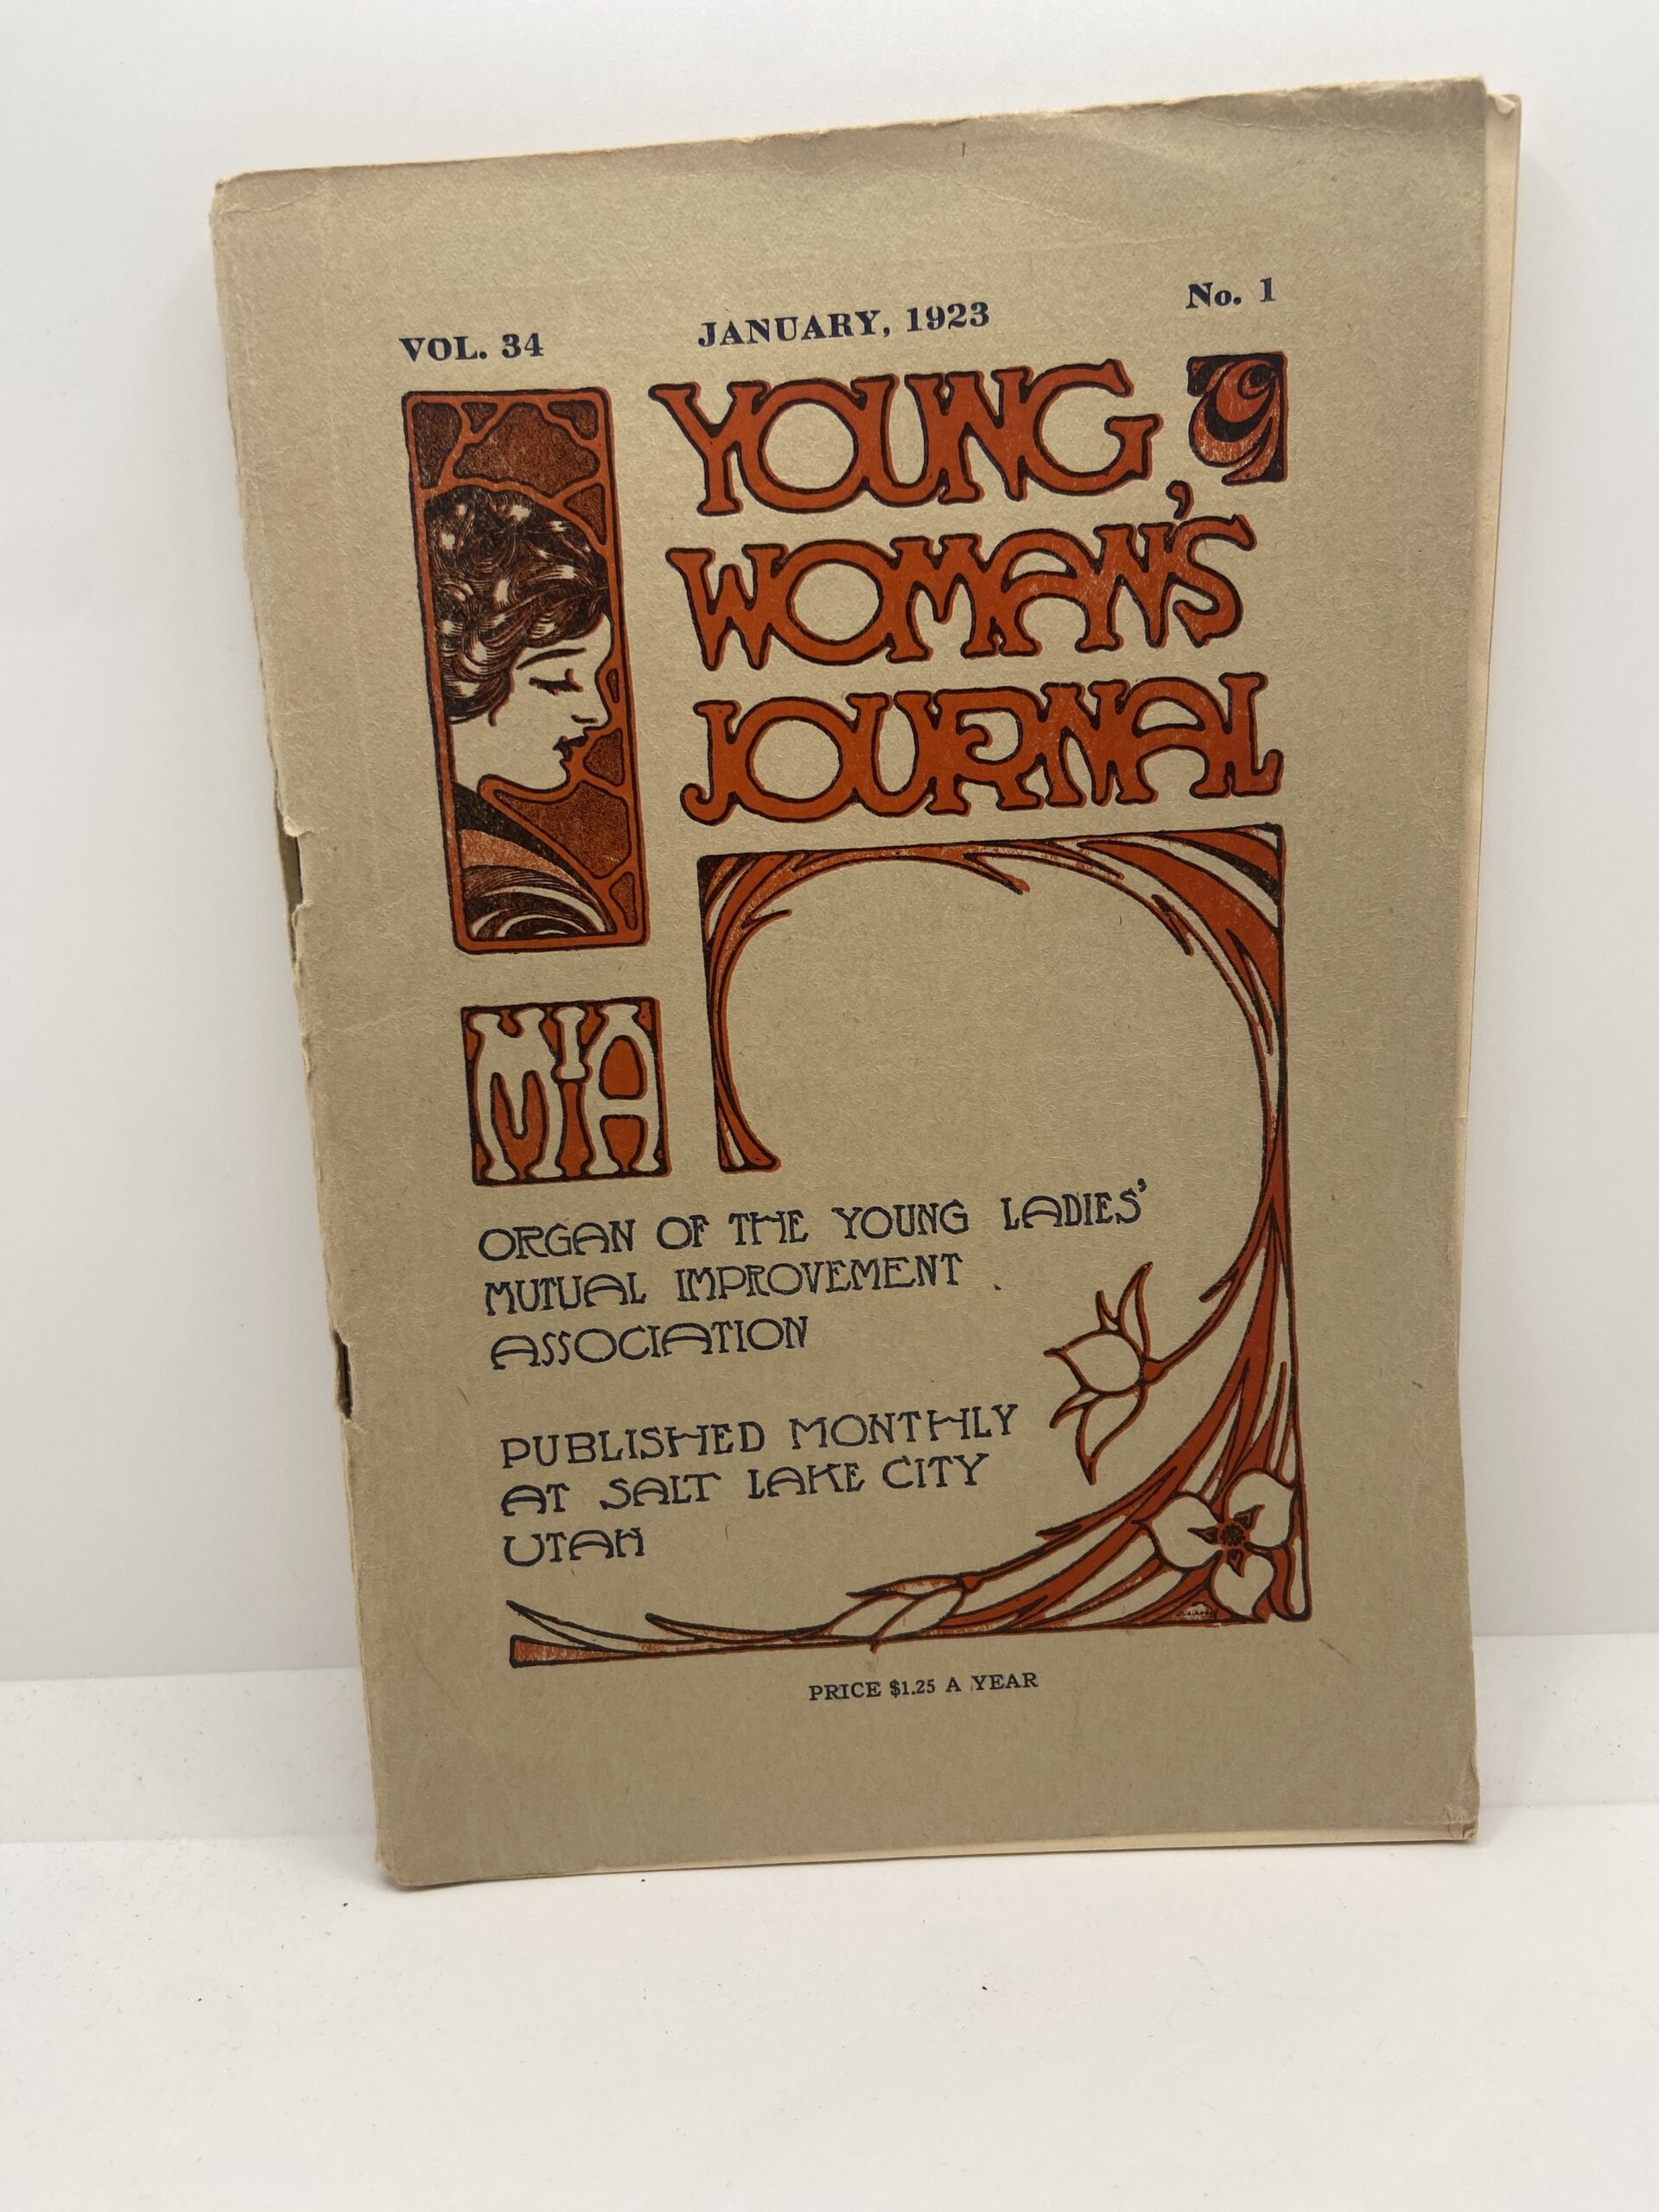 VOL. 34 JANUARY, 1923 No. 1
YOUNG
WOMAN'S
JOURNAL
MIA
ORGAN OF THE YOUNG LADIES'
MUTUAL IMPROVEMENT
ASSOCIATION
PUBLISHED MONTHLY
AT SALT LAKE CITY
UTAH
PRICE $1.25 A YEAR